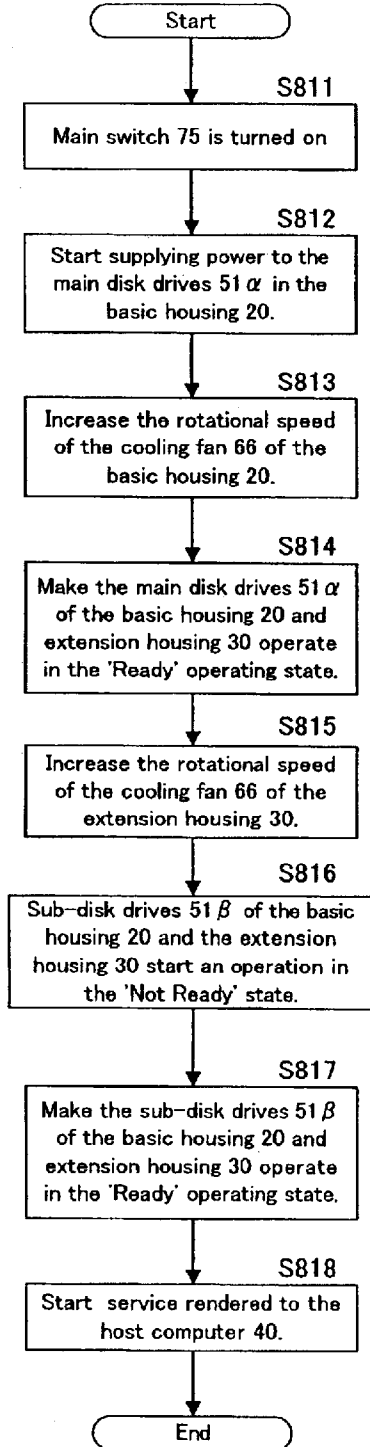 Start
S811
Main switch 75 is turned on
S812
Start supplying power to the
main disk drives 51 α in the
basic housing 20.
S813
Increase the rotational speed
of the cooling fan 66 of the
basic housing 20.
S814
Make the main disk drives 51 α
of the basic housing 20 and
extension housing 30 operate
in the 'Ready' operating state.
S815
Increase the rotational speed
of the cooling fan 66 of the
extension housing 30.
S816
Sub-disk drives 51 β of the basic
housing 20 and the extension
housing 30 start an operation in
the 'Not Ready' state.
S817
Make the sub-disk drives 51 β
of the basic housing 20 and
extension housing 30 operate
in the 'Ready' operating state.
S818
Start service rendered to the
host computer 40.
End